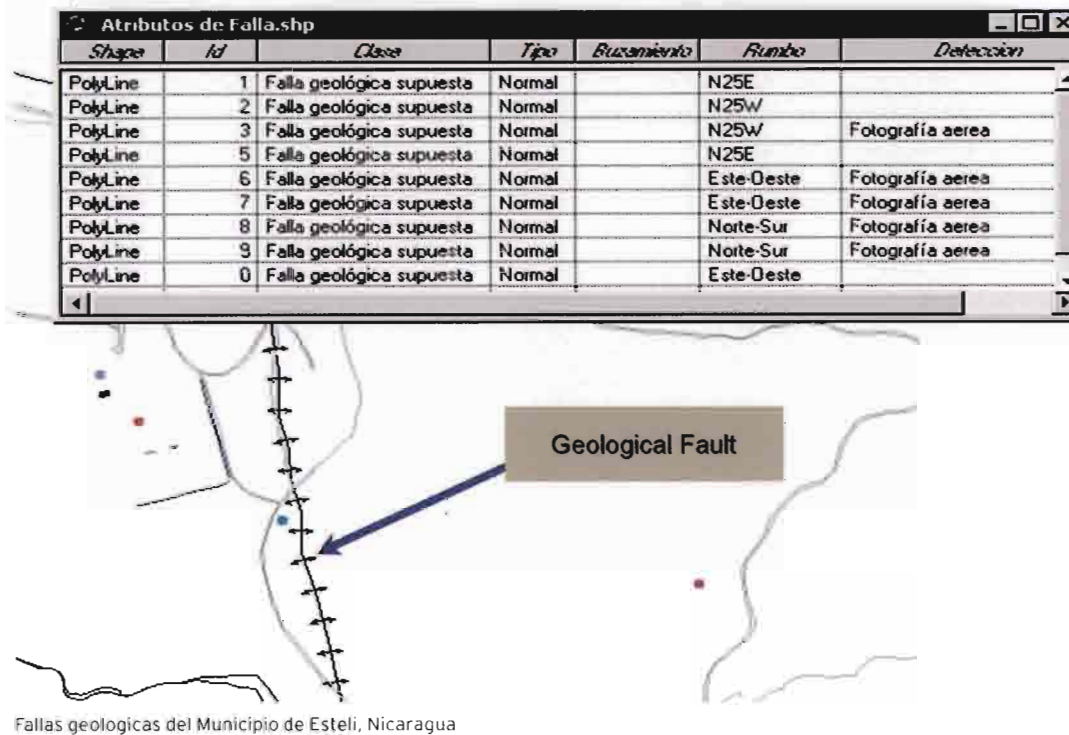 Atributos de Falla.shp
Shape Id Clase Tipo Buzamiento Rumbo Deteccion
PolyLine 1 Falla geológica supuesta Normal N25E
PolyLine 2 Falla geológica supuesta Normal N25W
PolyLine 3 Falla geológica supuesta Normal N25W Fotografía aerea
PolyLine 5 Falla geológica supuesta Normal N25E
PolyLine 6 Falla geológica supuesta Normal Este-Oeste Fotografía aerea
PolyLine 7 Falla geológica supuesta Normal Este-Oeste Fotografía aerea
PolyLine 8 Falla geológica supuesta Normal Norte-Sur Fotografía aerea
PolyLine 9 Falla geológica supuesta Normal Norte-Sur Fotografía aerea
PolyLine 0 Falla geológica supuesta Normal Este-Oeste
Geological Fault
Fallas geologicas del Municipio de Esteli, Nicaragua